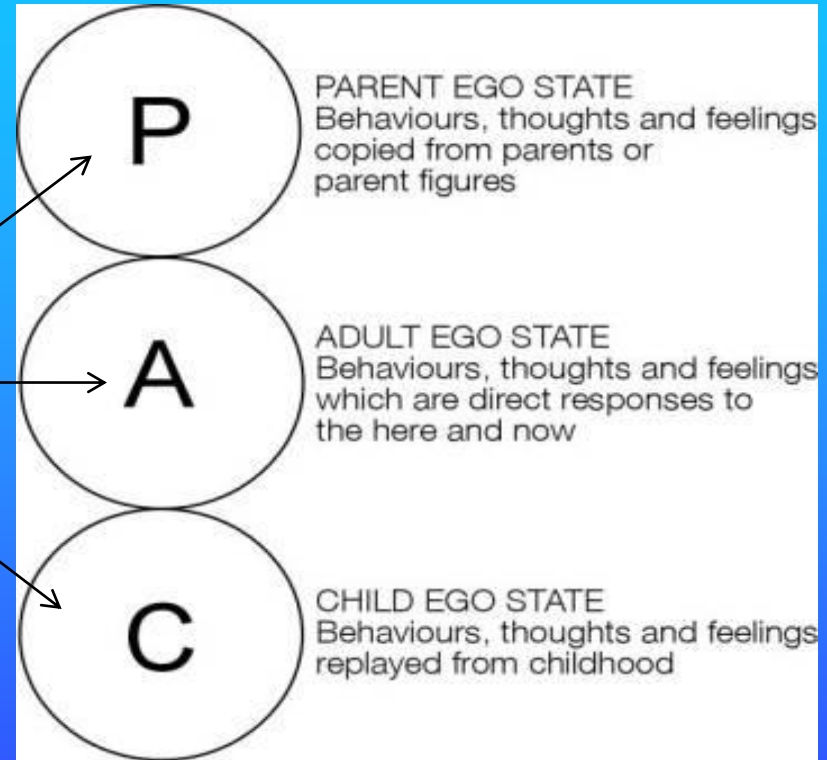 P
PARENT EGO STATE
Behaviours, thoughts and feelings
copied from parents or
parent figures
A
ADULT EGO STATE
Behaviours, thoughts and feelings
which are direct responses to
the here and now
C
CHILD EGO STATE
Behaviours, thoughts and feelings
replayed from childhood